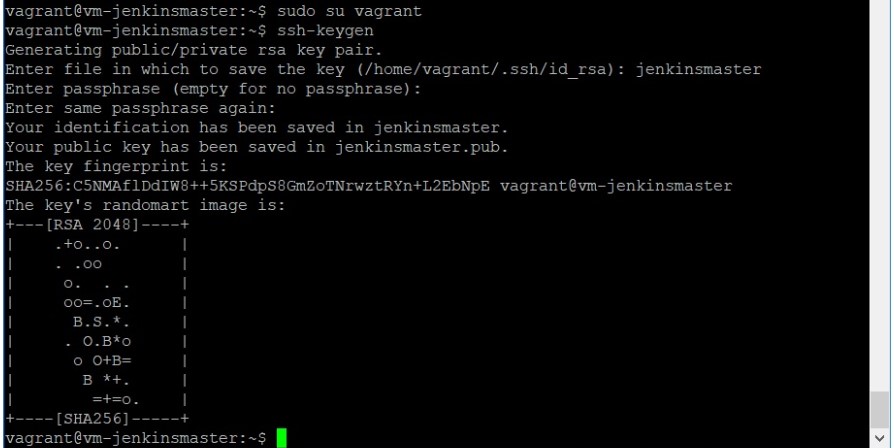 vagrant@vm-jenkinsmaster:~$ sudo su vagrant
vagrant@vm-jenkinsmaster:~$ ssh-keygen
Generating public/private rsa key pair.
Enter file in which to save the key (/home/vagrant/.ssh/id_rsa): jenkinsmaster
Enter passphrase (empty for no passphrase):
Enter same passphrase again:
Your identification has been saved in jenkinsmaster.
Your public key has been saved in jenkinsmaster.pub.
The key fingerprint is:
SHA256:C5NMAflDdIW8++5KSPdpS8GmZoTNrwztRYn+L2EbNpE vagrant@vm-jenkinsmaster
The key's randomart image is:
+---[RSA 2048]----+
|    .+o..o.      |
|    . .oo        |
|     o.  . .     |
|     oo=.oE.     |
|      B.S.*.     |
|     . O.B*o     |
|      o O+B=     |
|       B *+.     |
|        =+=o.    |
+----[SHA256]-----+
vagrant@vm-jenkinsmaster:~$